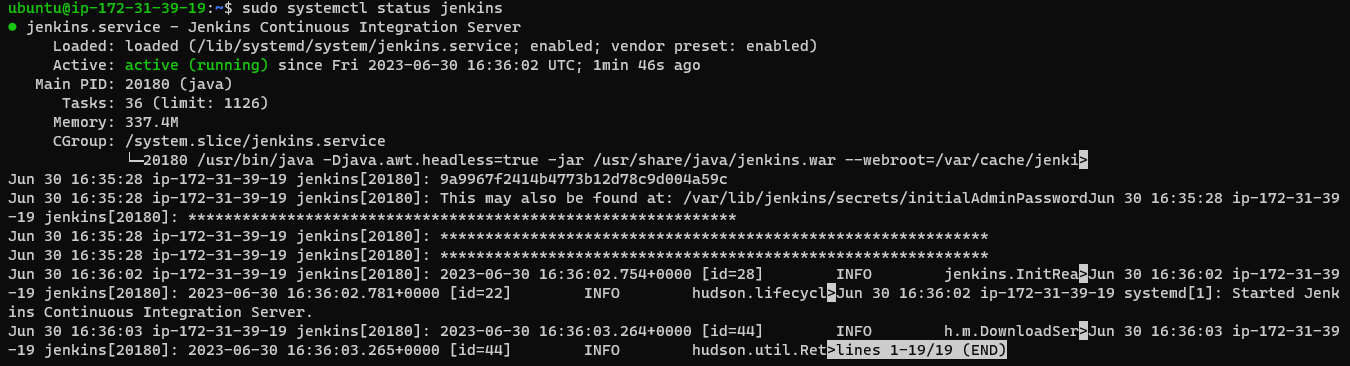 ubuntu@ip-172-31-39-19:~$ sudo systemctl status jenkins
● jenkins.service - Jenkins Continuous Integration Server
     Loaded: loaded (/lib/systemd/system/jenkins.service; enabled; vendor preset: enabled)
     Active: active (running) since Fri 2023-06-30 16:36:02 UTC; 1min 46s ago
   Main PID: 20180 (java)
      Tasks: 36 (limit: 1126)
     Memory: 337.4M
     CGroup: /system.slice/jenkins.service
             └─20180 /usr/bin/java -Djava.awt.headless=true -jar /usr/share/java/jenkins.war --webroot=/var/cache/jenki>
Jun 30 16:35:28 ip-172-31-39-19 jenkins[20180]: 9a9967f2414b4773b12d78c9d004a59c
Jun 30 16:35:28 ip-172-31-39-19 jenkins[20180]: This may also be found at: /var/lib/jenkins/secrets/initialAdminPasswordJun 30 16:35:28 ip-172-31-39
-19 jenkins[20180]: *************************************************************
Jun 30 16:35:28 ip-172-31-39-19 jenkins[20180]: *************************************************************
Jun 30 16:35:28 ip-172-31-39-19 jenkins[20180]: *************************************************************
Jun 30 16:36:02 ip-172-31-39-19 jenkins[20180]: 2023-06-30 16:36:02.754+0000 [id=28]        INFO        jenkins.InitRea>Jun 30 16:36:02 ip-172-31-39
-19 jenkins[20180]: 2023-06-30 16:36:02.781+0000 [id=22]        INFO        hudson.lifecycl>Jun 30 16:36:02 ip-172-31-39-19 systemd[1]: Started Jenk
ins Continuous Integration Server.
Jun 30 16:36:03 ip-172-31-39-19 jenkins[20180]: 2023-06-30 16:36:03.264+0000 [id=44]        INFO        h.m.DownloadSer>Jun 30 16:36:03 ip-172-31-39
-19 jenkins[20180]: 2023-06-30 16:36:03.265+0000 [id=44]        INFO        hudson.util.Ret>lines 1-19/19 (END)